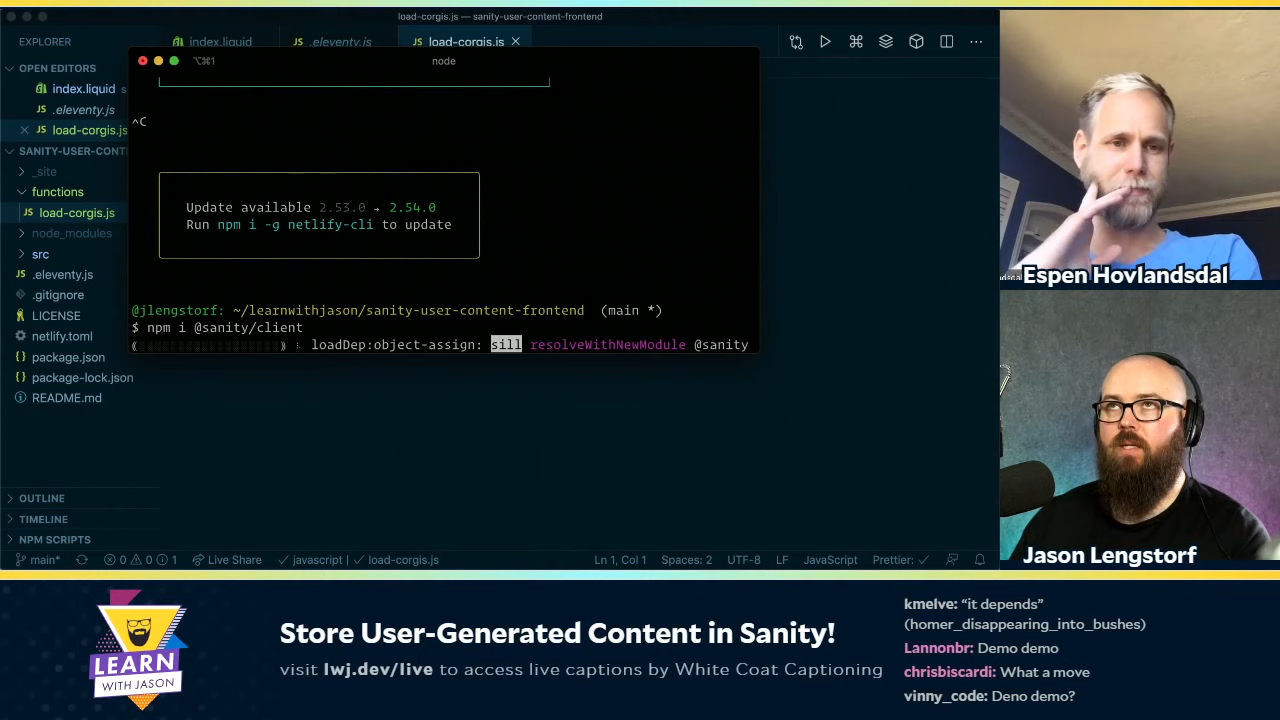 load-corgis.js — sanity-user-content-frontend
EXPLORER
OPEN EDITORS
index.liquid s
.eleventy.js
load-corgis.js
SANITY-USER-CONT
_site
functions
load-corgis.js
node_modules
src
.eleventy.js
.gitignore
LICENSE
netlify.toml
package.json
package-lock.json
README.md
OUTLINE
TIMELINE
NPM SCRIPTS
index.liquid
.eleventy.js
load-corgis.js
⌥⌘1
node
^C
Update available 2.53.0 → 2.54.0
Run npm i -g netlify-cli to update
@jlengstorf: ~/learnwithjason/sanity-user-content-frontend (main *)
$ npm i @sanity/client
loadDep:object-assign: sill resolveWithNewModule @sanity
main*
0 0 1
Live Share
javascript | load-corgis.js
Ln 1, Col 1
Spaces: 2
UTF-8
LF
JavaScript
Prettier:
Espen Hovlandsdal
Jason Lengstorf
LEARN
WITH JASON
Store User-Generated Content in Sanity!
visit lwj.dev/live to access live captions by White Coat Captioning
kmelve: “it depends”
(homer_disappearing_into_bushes)
Lannonbr: Demo demo
chrisbiscardi: What a move
vinny_code: Deno demo?